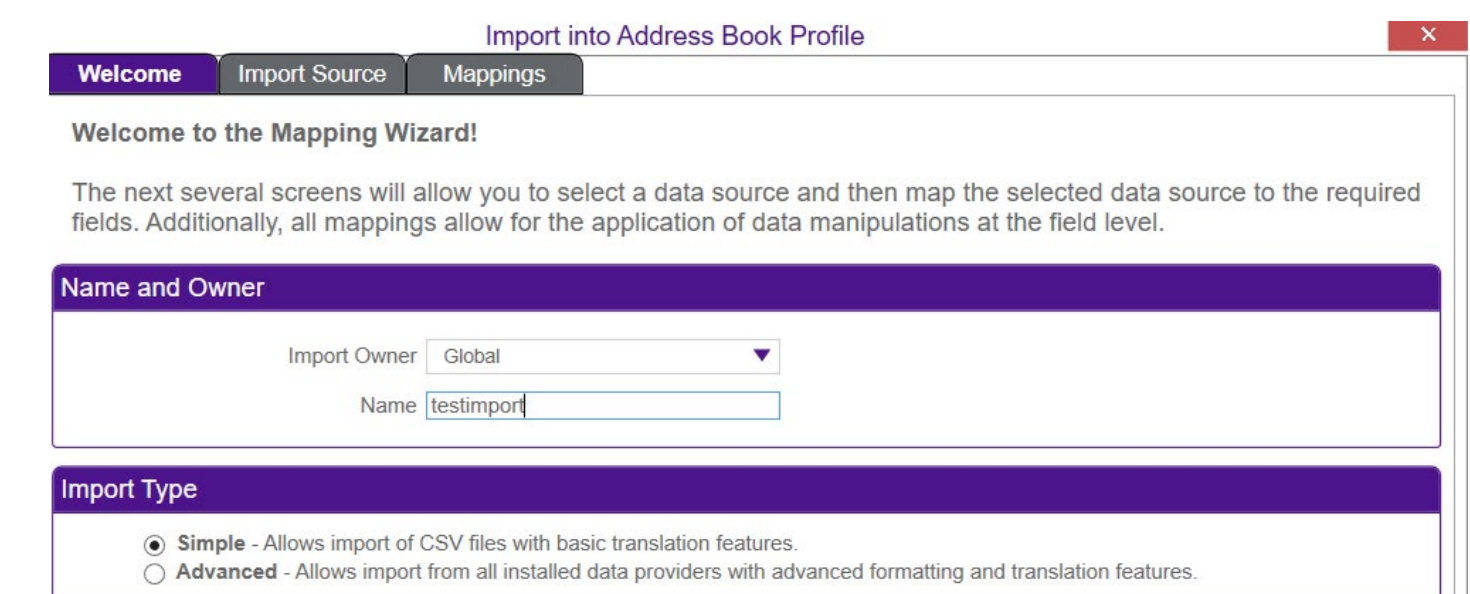 Import into Address Book Profile
×
Welcome Import Source Mappings
Welcome to the Mapping Wizard!
The next several screens will allow you to select a data source and then map the selected data source to the required
fields. Additionally, all mappings allow for the application of data manipulations at the field level.
Name and Owner
Import Owner Global
Name testimport
Import Type
Simple - Allows import of CSV files with basic translation features.
Advanced - Allows import from all installed data providers with advanced formatting and translation features.